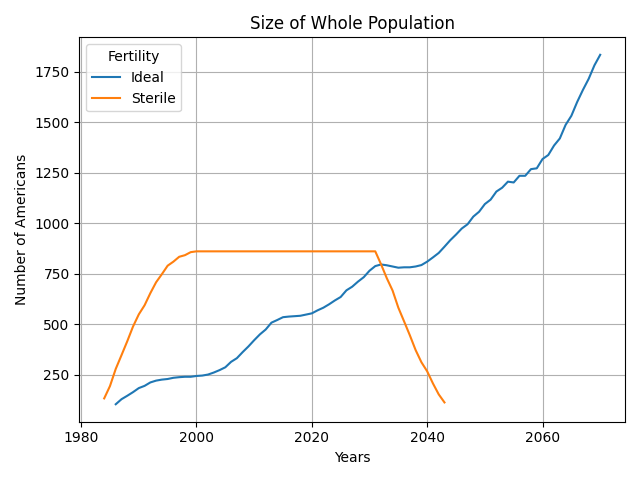 Size of Whole Population
Fertility
Ideal
Sterile
Number of Americans
1750
1500
1250
1000
750
500
250
1980
2000
2020
2040
2060
Years